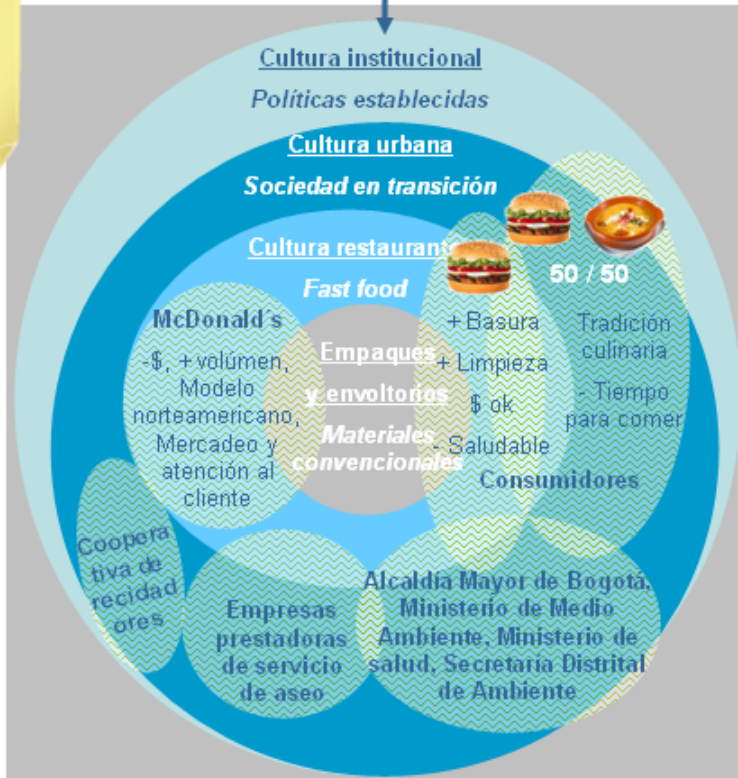 Cultura institucional
Políticas establecidas
Cultura urbana
Sociedad en transición
Cultura restaurante
Fast food
50 / 50
McDonald´s
-$, + volúmen,
Modelo
norteamericano,
Mercadeo y
atención al
cliente
Empaques
y envoltorios
Materiales
convencionales
+ Basura
+ Limpieza
$ ok
- Saludable
Tradicion
culinaria
- Tiempo
para comer
Consumidores
Coopera
tiva de
recidad
ores
Empresas
prestadoras
de servicio
de aseo
Alcaldía Mayor de Bogotá,
Ministerio de Medio
Ambiente, Ministerio de
salud, Secretaría Distrital
de Ambiente